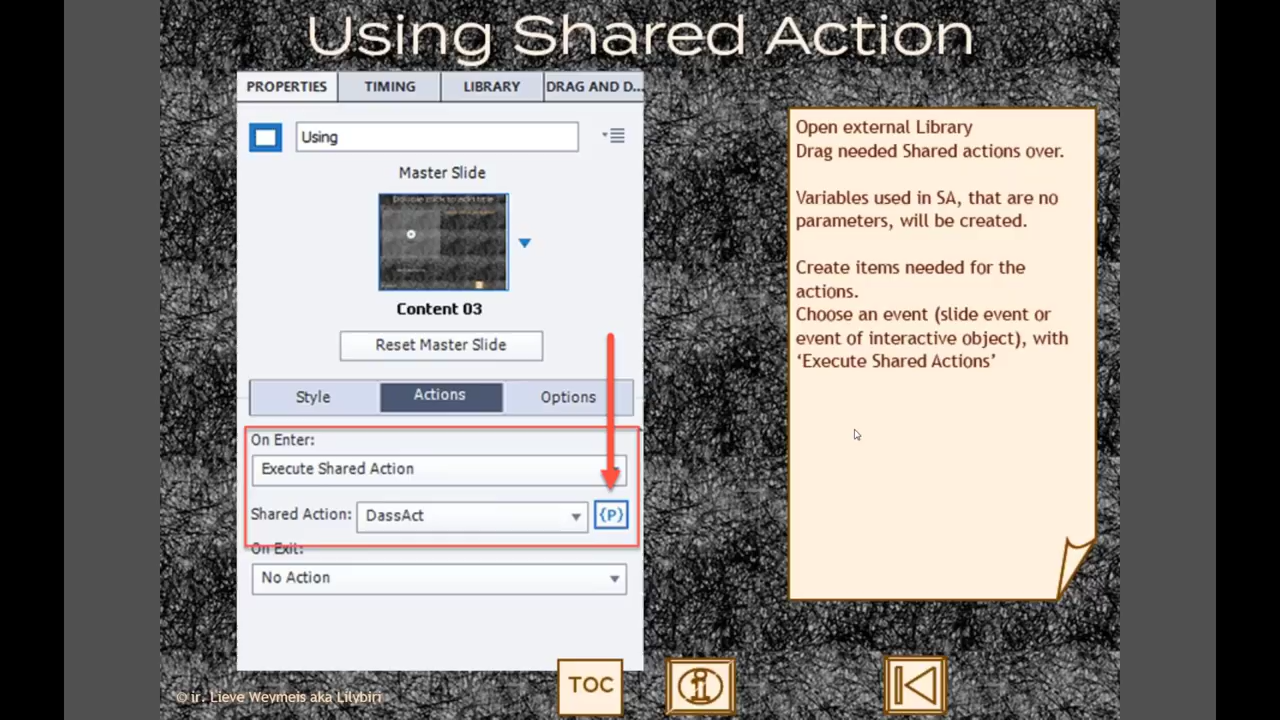 Using Shared Action
PROPERTIES
TIMING
LIBRARY
DRAG AND D...
Using
Master Slide
Content 03
Reset Master Slide
Style
Actions
Options
On Enter:
Execute Shared Action
Shared Action:
DassAct
{P}
On Exit:
No Action
Open external Library
Drag needed Shared actions over.
Variables used in SA, that are no
parameters, will be created.
Create items needed for the
actions.
Choose an event (slide event or
event of interactive object), with
‘Execute Shared Actions’
TOC
© ir. Lieve Weymeis aka Lilybiri